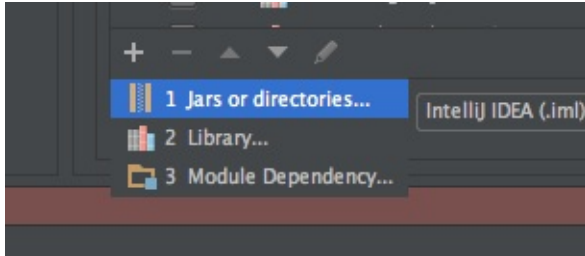 1 Jars or directories...
IntelliJ IDEA (.iml)
2 Library...
3 Module Dependency...